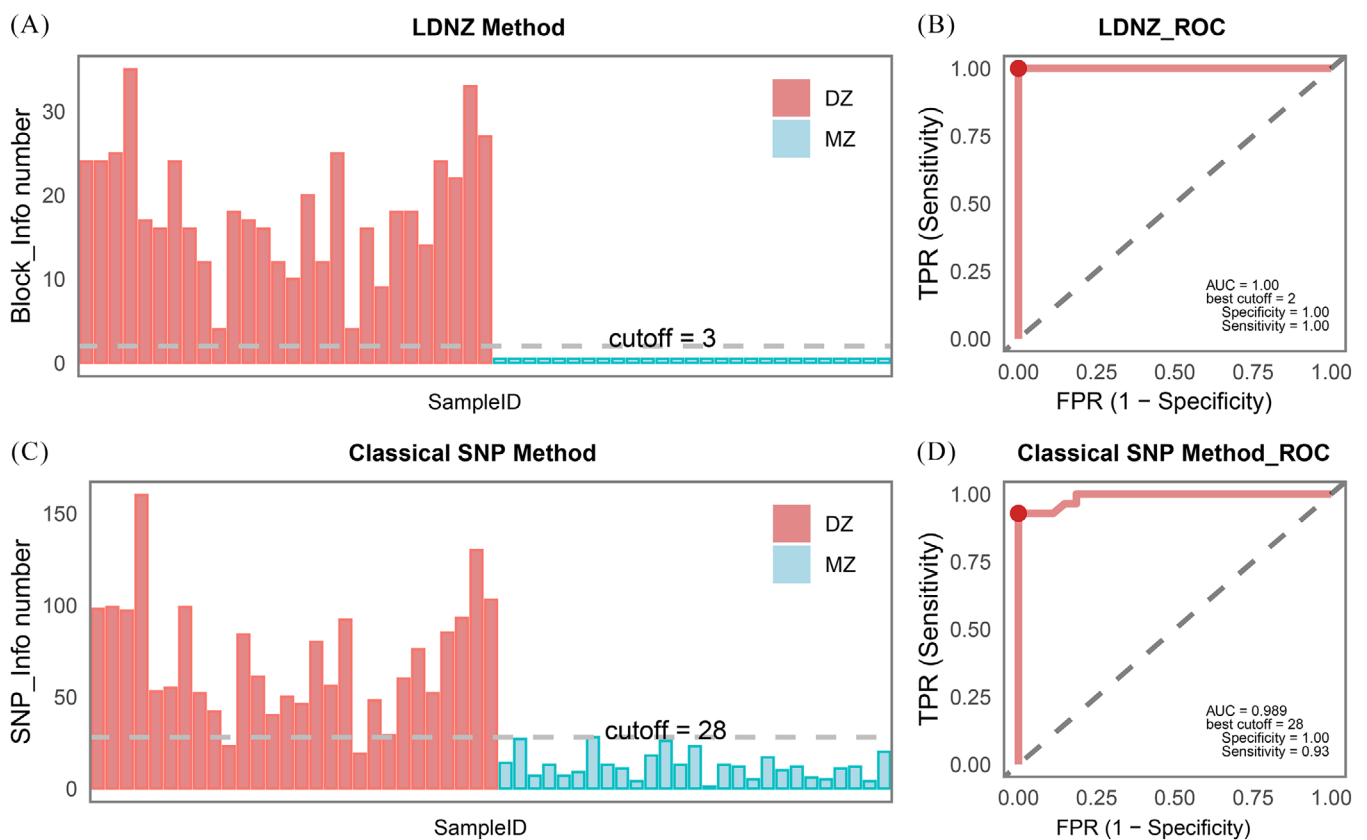 (A)
LDNZ Method
Block_Info number
30
20
10
0
DZ
MZ
cutoff = 3
SampleID
(B)
LDNZ_ROC
TPR (Sensitivity)
1.00
0.75
0.50
0.25
0.00
AUC = 1.00
best cutoff = 2
Specificity = 1.00
Sensitivity = 1.00
0.00 0.25 0.50 0.75 1.00
FPR (1 − Specificity)
(C)
Classical SNP Method
SNP_Info number
150
100
50
0
DZ
MZ
cutoff = 28
SampleID
(D)
Classical SNP Method_ROC
TPR (Sensitivity)
1.00
0.75
0.50
0.25
0.00
AUC = 0.989
best cutoff = 28
Specificity = 1.00
Sensitivity = 0.93
0.00 0.25 0.50 0.75 1.00
FPR (1 − Specificity)